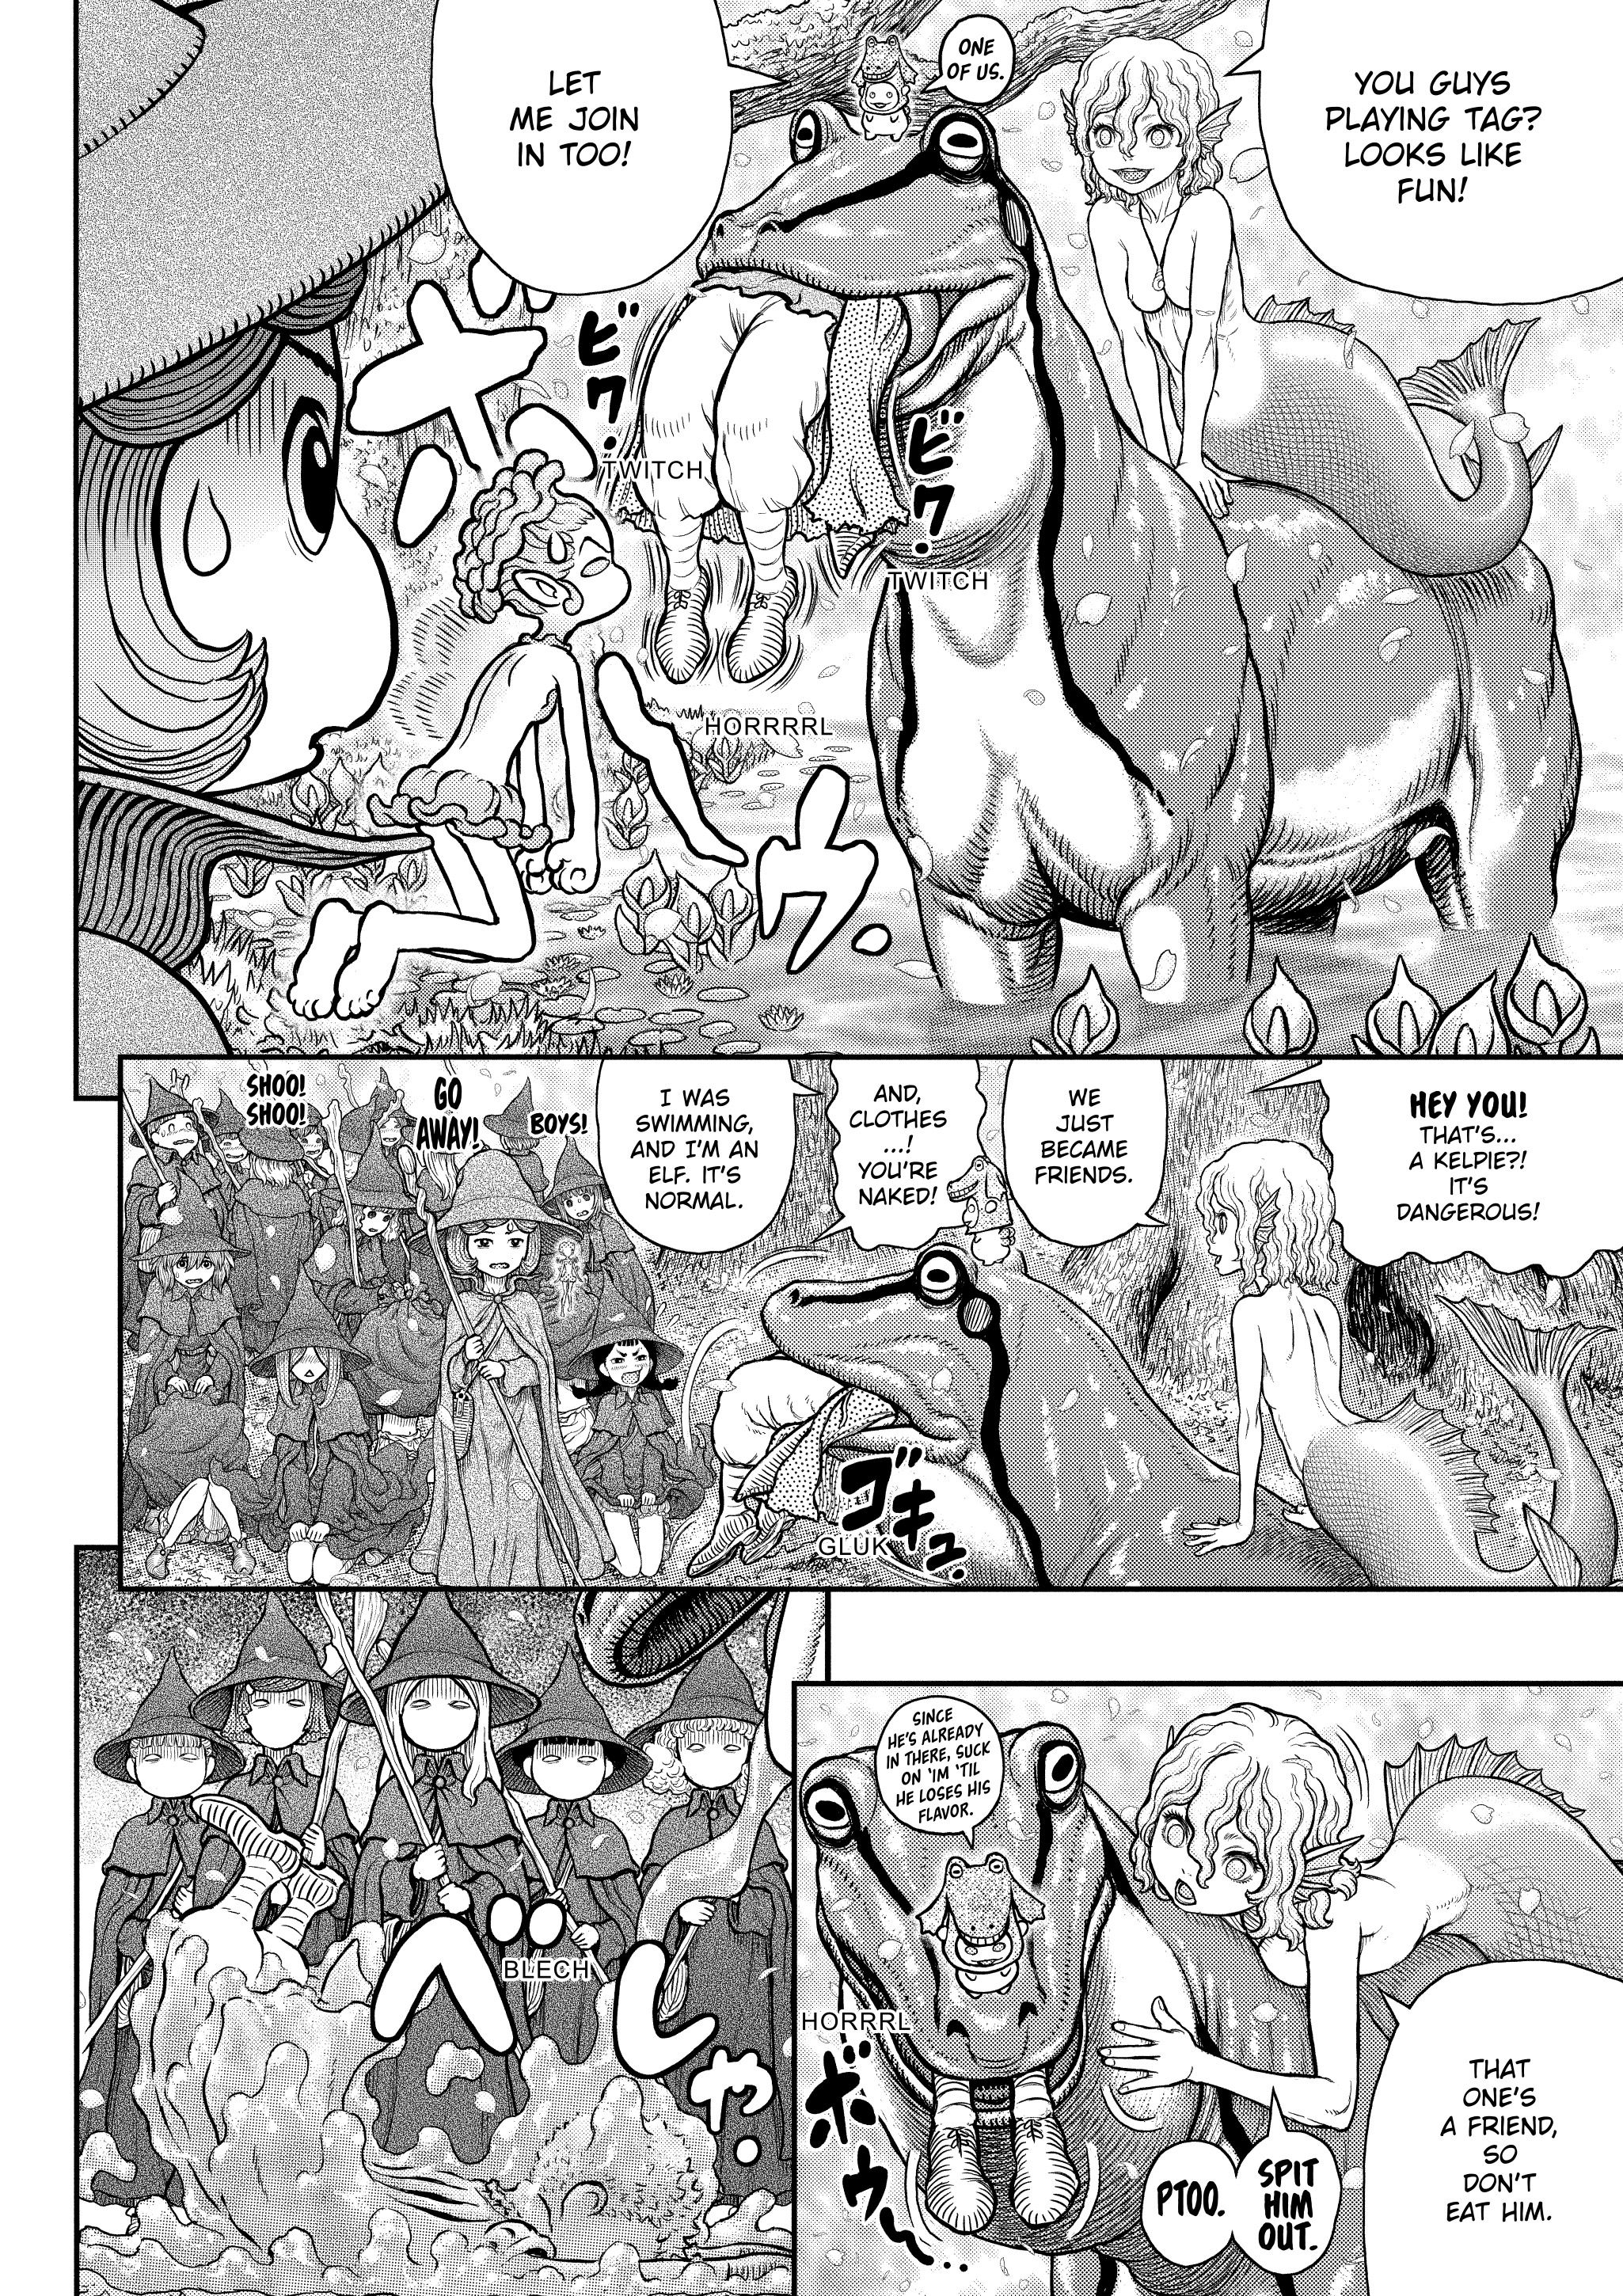 YOU GUYS
PLAYING TAG?
LOOKS LIKE
FUN!
ONE
OF US.
LET
ME JOIN
IN TOO!
ビクッ
TWITCH
ビクッ
TWITCH
HORRRRL
HEY YOU!
THAT'S...
A KELPIE?!
IT'S
DANGEROUS!
WE
JUST
BECAME
FRIENDS.
AND,
CLOTHES
...!
YOU'RE
NAKED!
I WAS
SWIMMING,
AND I'M AN
ELF. IT'S
NORMAL.
BOYS!
GO
AWAY!
SHOO!
SHOO!
ゴキュ
GLUK
SINCE
HE'S ALREADY
IN THERE, SUCK
ON 'IM 'TIL
HE LOSES HIS
FLAVOR.
THAT
ONE'S
A FRIEND,
SO
DON'T
EAT HIM.
SPIT
HIM
OUT.
PTOO.
HORRRL
ボウ〜..
べしゃ.
BLECH